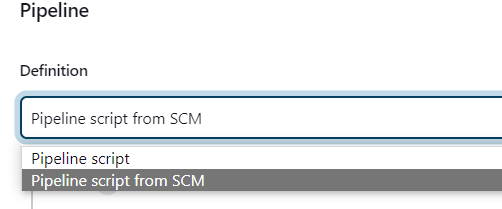 Pipeline
Definition
Pipeline script from SCM
Pipeline script
Pipeline script from SCM